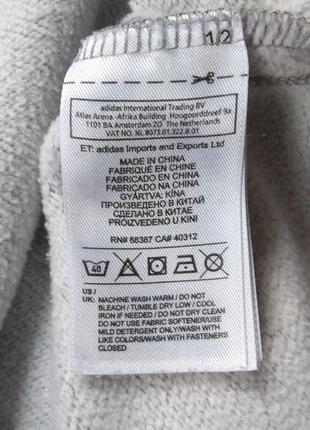 12
adidas International Trading BV
Atlas Arena -Afrika Building Hoogoorddreef 9a
1101 BA Amsterdam ZO The Netherlands
VAT NO. NL 8073.01.322.B.01
ET: adidas Imports and Exports Ltd
MADE IN CHINA
FABRIQUÉ EN CHINE
FABRICADO EN CHINA
FABRICADO NA CHINA
GYÁRTVA: KÍNA
ПРОИЗВЕДЕНО В КИТАЕ
СДЕЛАНО В КИТАЕ
PROIZVEDENO U KINI
RN# 88387 CA# 40312
40
US /
UK: MACHINE WASH WARM / DO NOT
BLEACH / TUMBLE DRY LOW / COOL
IRON IF NEEDED / DO NOT DRY CLEAN
DO NOT USE FABRIC SOFTENER/USE
MILD DETERGENT ONLY/WASH WITH
LIKE COLORS/WASH WITH FASTENERS
CLOSED